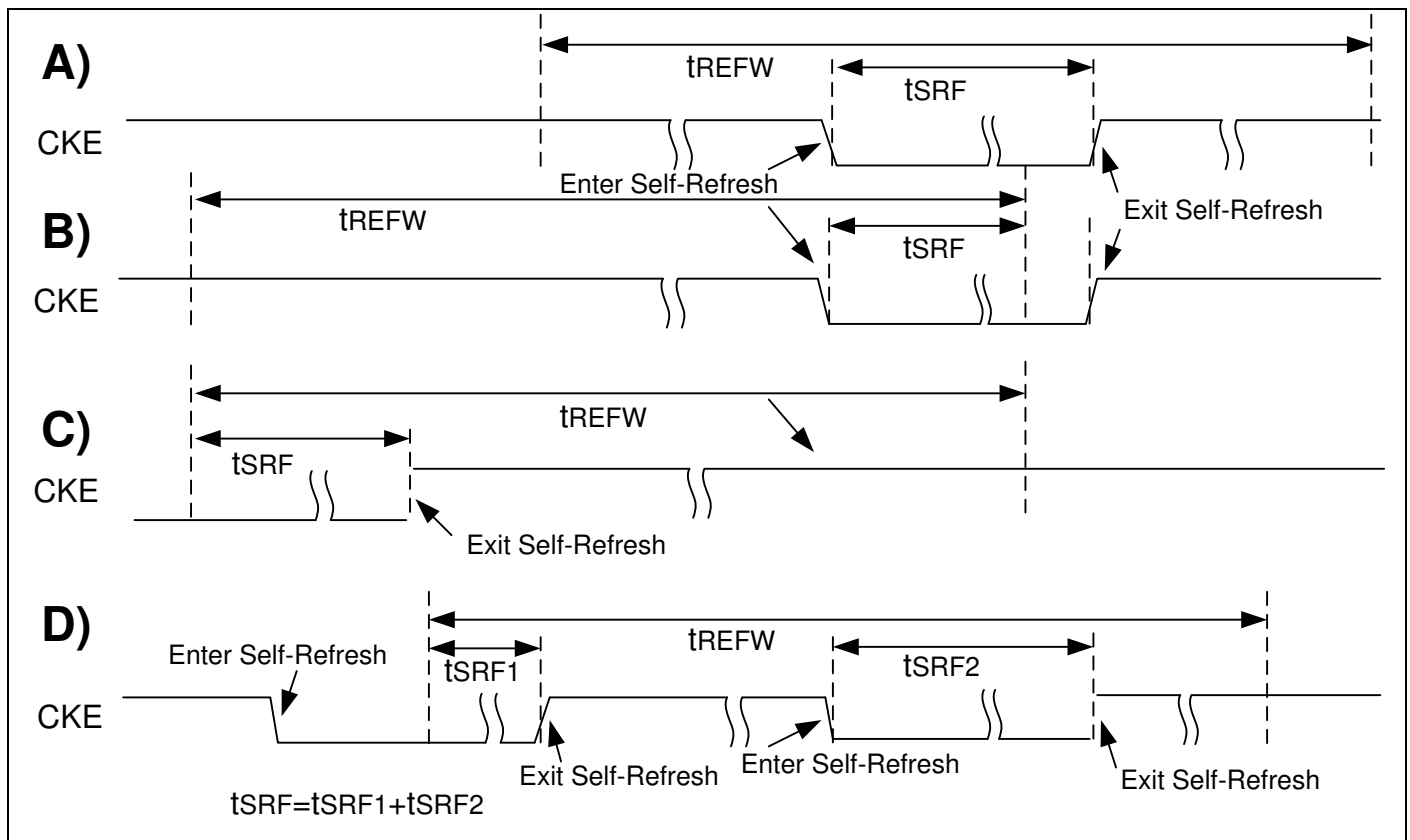 A)
tREFW
tSRF
CKE
Enter Self-Refresh
Exit Self-Refresh
B)
tREFW
tSRF
CKE
C)
tREFW
tSRF
CKE
Exit Self-Refresh
D)
Enter Self-Refresh
tREFW
tSRF1
tSRF2
CKE
Exit Self-Refresh
Enter Self-Refresh
Exit Self-Refresh
tSRF=tSRF1+tSRF2